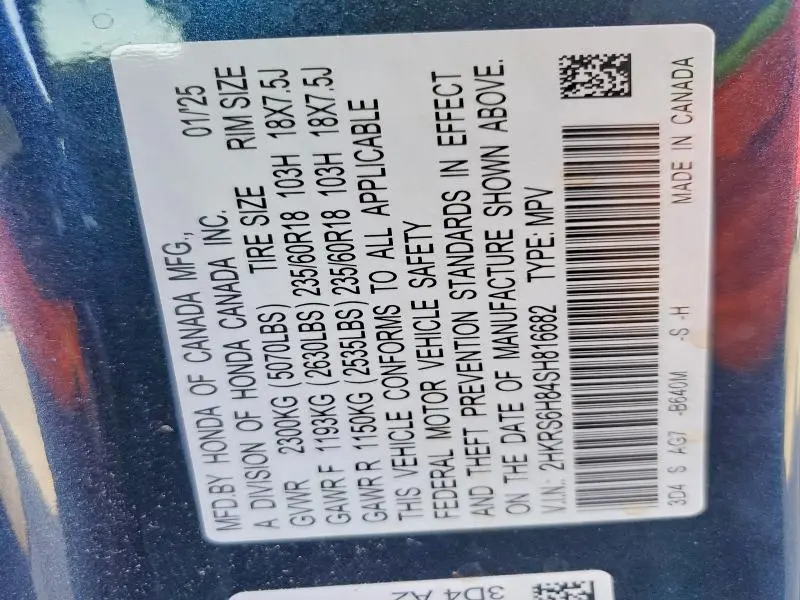 MFD.BY HONDA OF CANADA MFG., 01/'25
A DIVISION OF HONDA CANADA INC.
TIRE SIZE RIM SIZE
GVWR 2300KG (5070LBS)
GAWR F 1193KG (2630LBS) 235/60R18 103H 18X7.5J
GAWR R 1150KG (2535LBS) 235/60R18 103H 18X7.5J
THIS VEHICLE CONFORMS TO ALL APPLICABLE
FEDERAL MOTOR VEHICLE SAFETY
AND THEFT PREVENTION STANDARDS IN EFFECT
ON THE DATE OF MANUFACTURE SHOWN ABOVE.
V.I.N.: 2HKRS6H84SH816682 TYPE: MPV
3D4 S AG7 -B640M -S -H MADE IN CANADA
3D4 A2